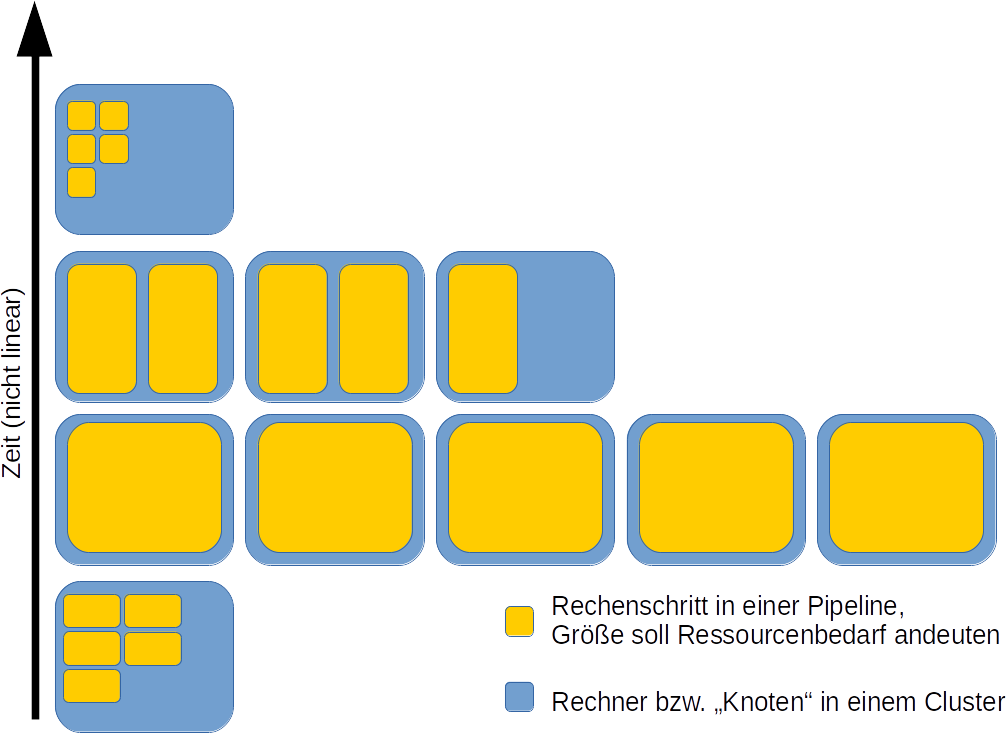 Zeit (nicht linear)
Rechenschritt in einer Pipeline,
Größe soll Ressourcenbedarf andeuten
Rechner bzw. „Knoten“ in einem Cluster